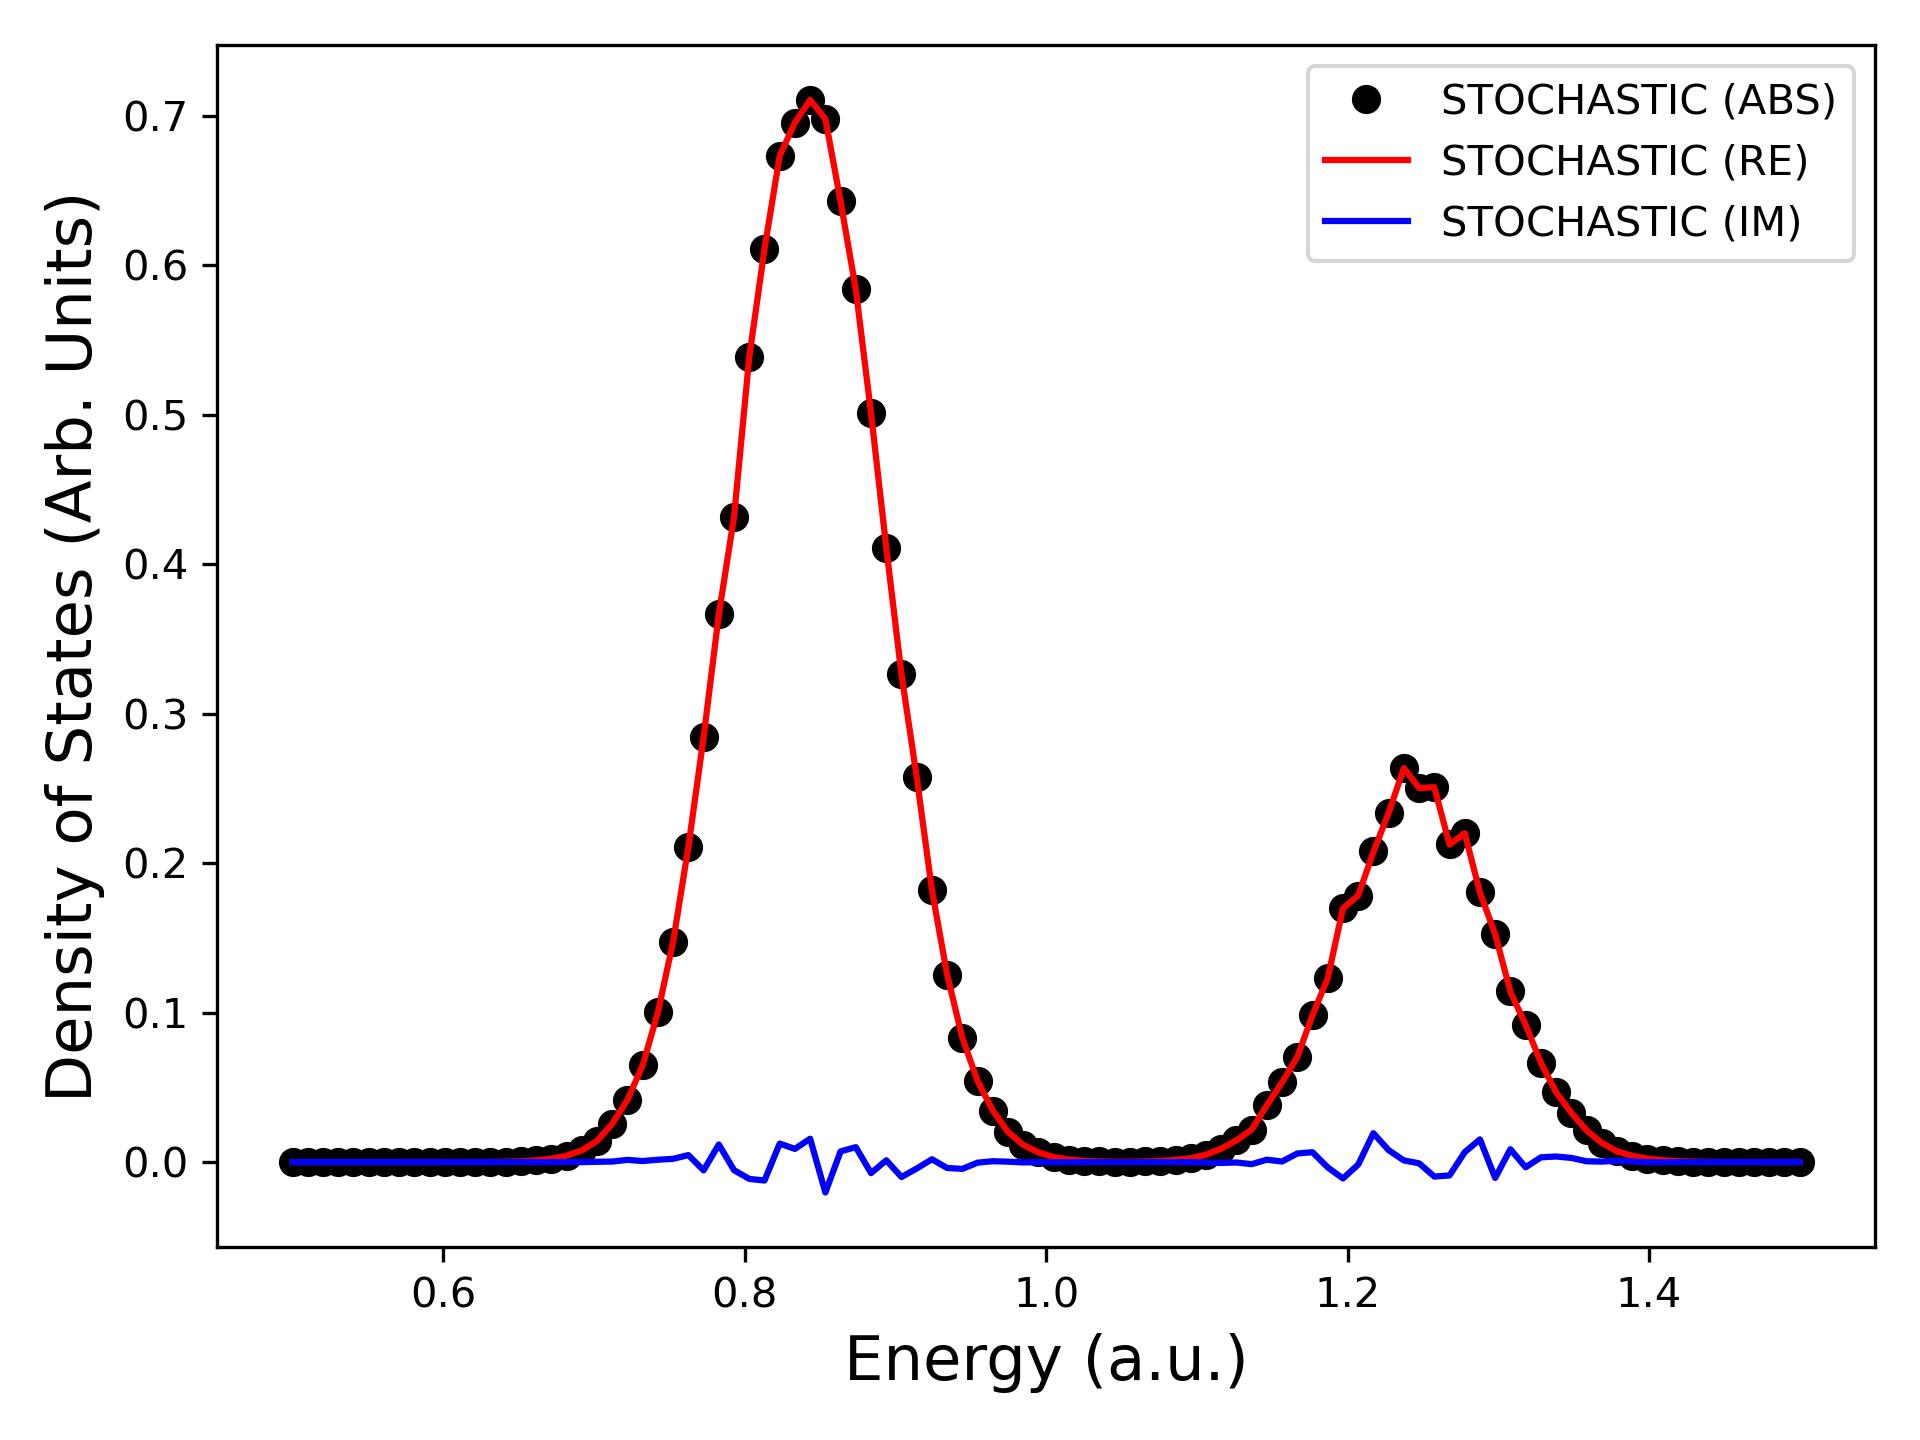 STOCHASTIC (ABS)
STOCHASTIC (RE)
STOCHASTIC (IM)
Density of States (Arb. Units)
0.7
0.6
0.5
0.4
0.3
0.2
0.1
0.0
0.6 0.8 1.0 1.2 1.4
Energy (a.u.)